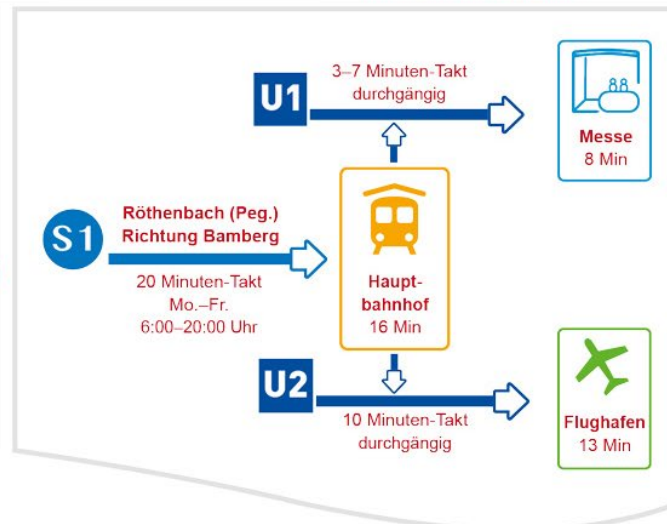 U1
3–7 Minuten-Takt
durchgängig
Messe
8 Min
S1
Röthenbach (Peg.)
Richtung Bamberg
20 Minuten-Takt
Mo.–Fr.
6:00–20:00 Uhr
Haupt-
bahnhof
16 Min
U2
10 Minuten-Takt
durchgängig
Flughafen
13 Min